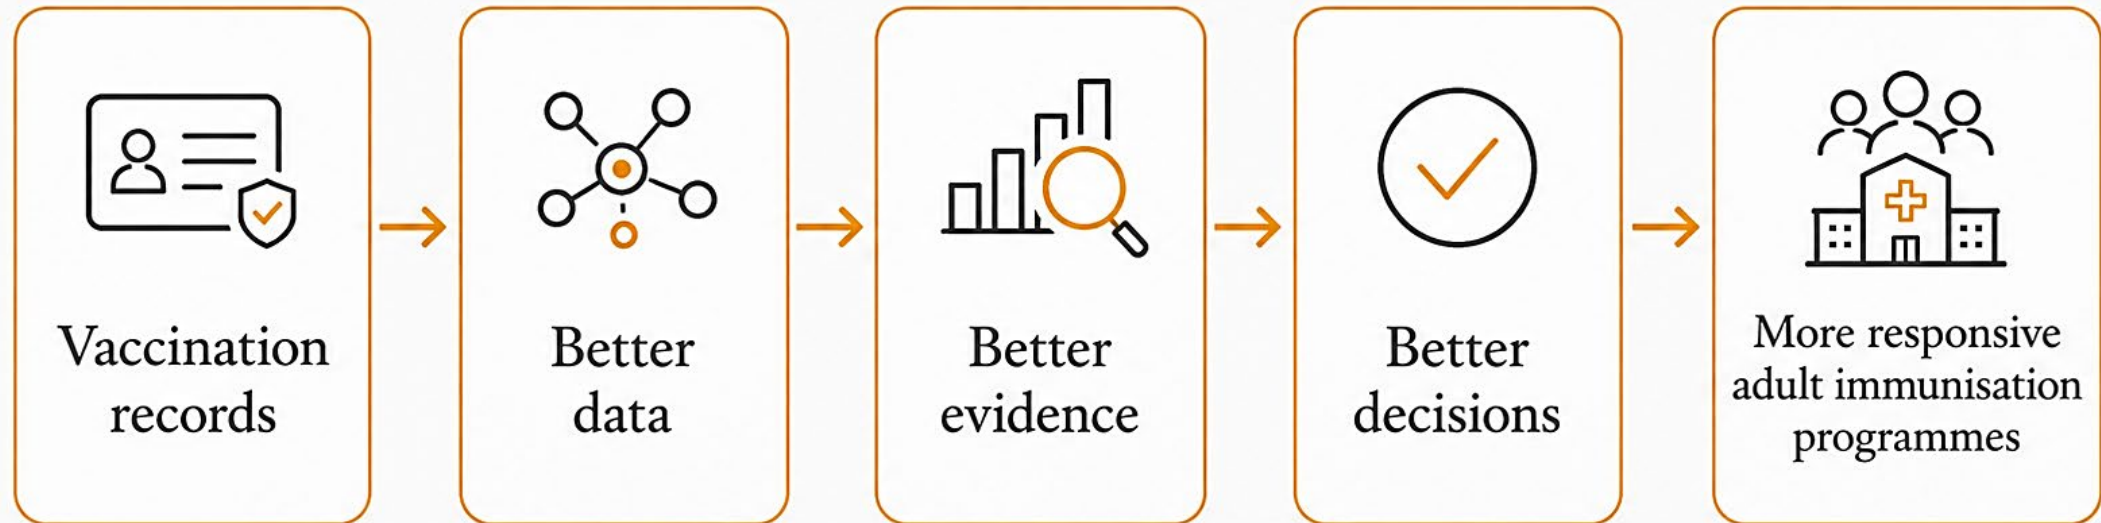 Vaccination
records
Better
data
Better
evidence
Better
decisions
More responsive
adult immunisation
programmes